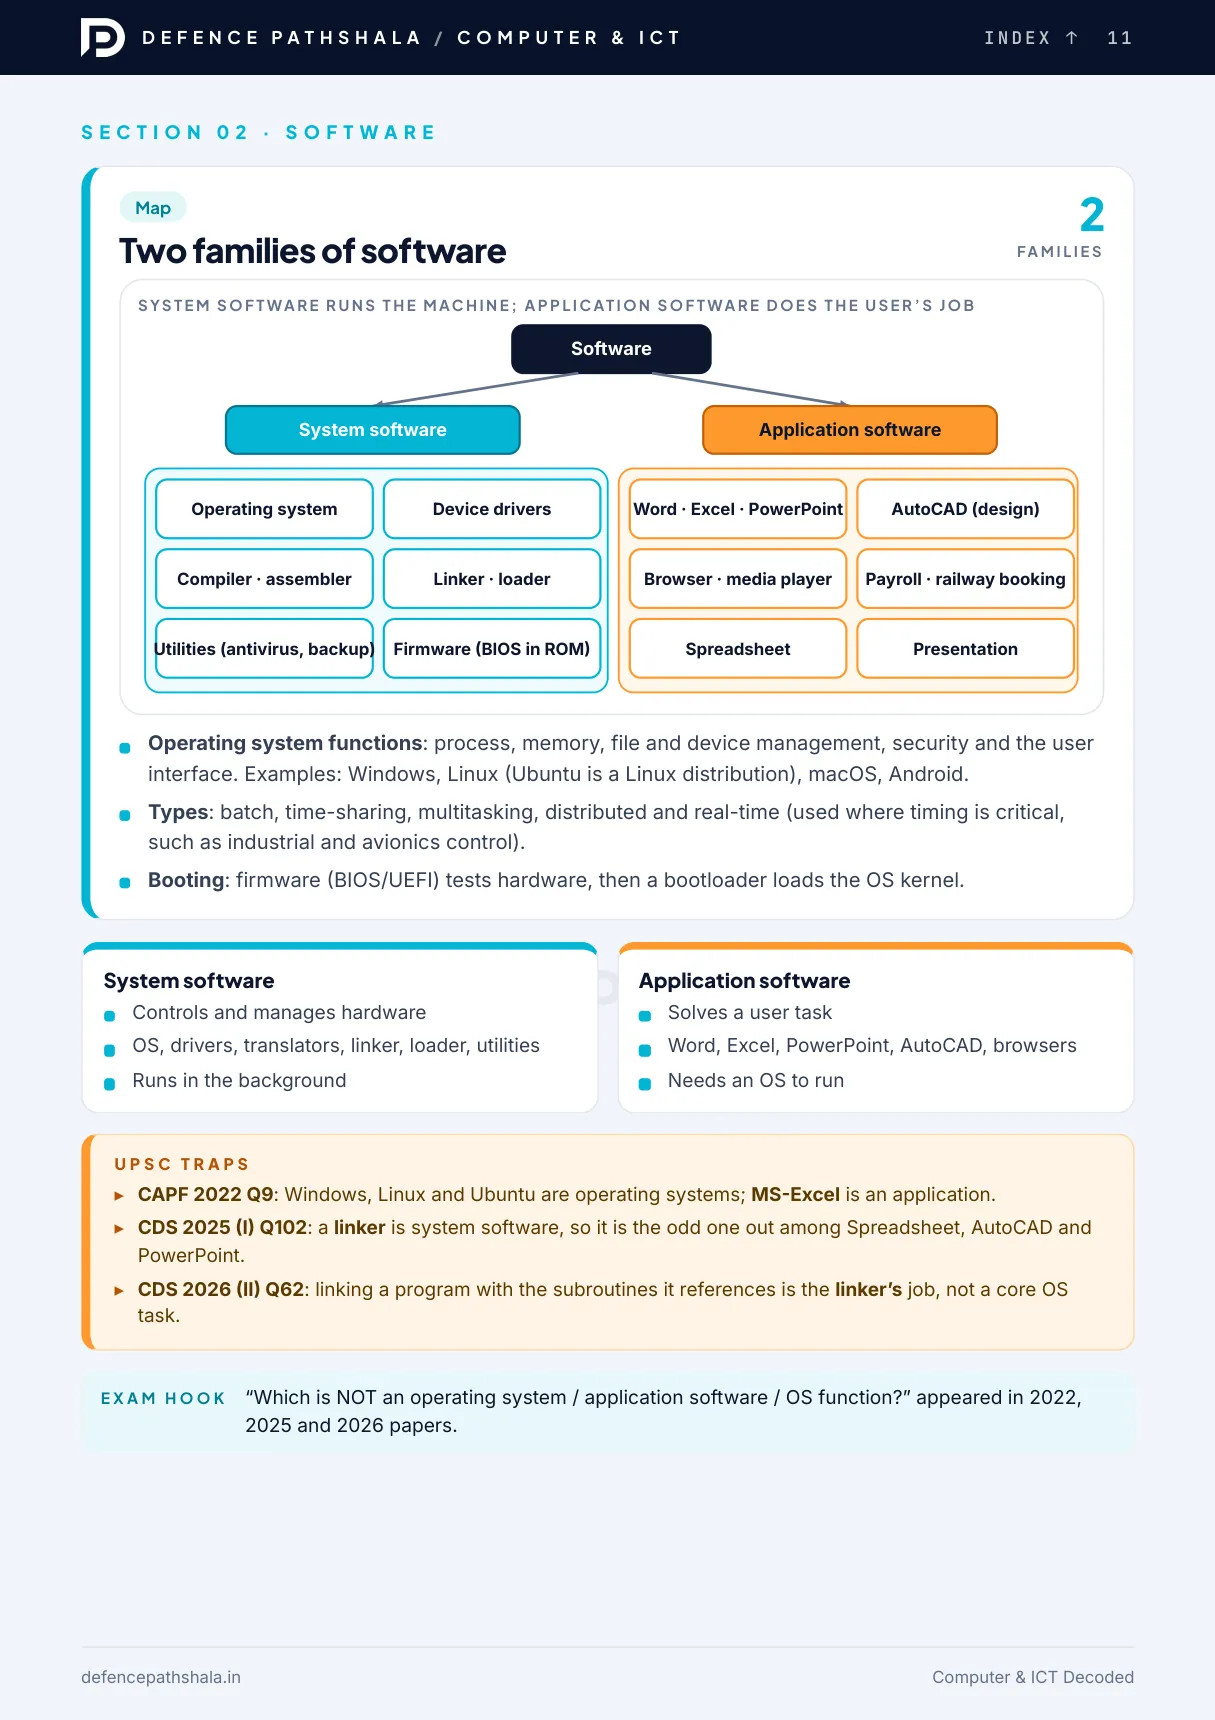 DEFENCE PATHSHALA / COMPUTER & ICT
INDEX ↑ 11
SECTION 02 · SOFTWARE
Map
2
Two families of software
FAMILIES
SYSTEM SOFTWARE RUNS THE MACHINE; APPLICATION SOFTWARE DOES THE USER’S JOB
Software
System software
Application software
Operating system
Device drivers
Word · Excel · PowerPoint
AutoCAD (design)
Compiler · assembler
Linker · loader
Browser · media player
Payroll · railway booking
Utilities (antivirus, backup)
Firmware (BIOS in ROM)
Spreadsheet
Presentation
Operating system functions: process, memory, file and device management, security and the user
interface. Examples: Windows, Linux (Ubuntu is a Linux distribution), macOS, Android.
Types: batch, time-sharing, multitasking, distributed and real-time (used where timing is critical,
such as industrial and avionics control).
Booting: firmware (BIOS/UEFI) tests hardware, then a bootloader loads the OS kernel.
System software
Controls and manages hardware
OS, drivers, translators, linker, loader, utilities
Runs in the background
Application software
Solves a user task
Word, Excel, PowerPoint, AutoCAD, browsers
Needs an OS to run
UPSC TRAPS
▸ CAPF 2022 Q9: Windows, Linux and Ubuntu are operating systems; MS-Excel is an application.
▸ CDS 2025 (I) Q102: a linker is system software, so it is the odd one out among Spreadsheet, AutoCAD and
PowerPoint.
▸ CDS 2026 (II) Q62: linking a program with the subroutines it references is the linker’s job, not a core OS
task.
EXAM HOOK “Which is NOT an operating system / application software / OS function?” appeared in 2022,
2025 and 2026 papers.
defencepathshala.in
Computer & ICT Decoded